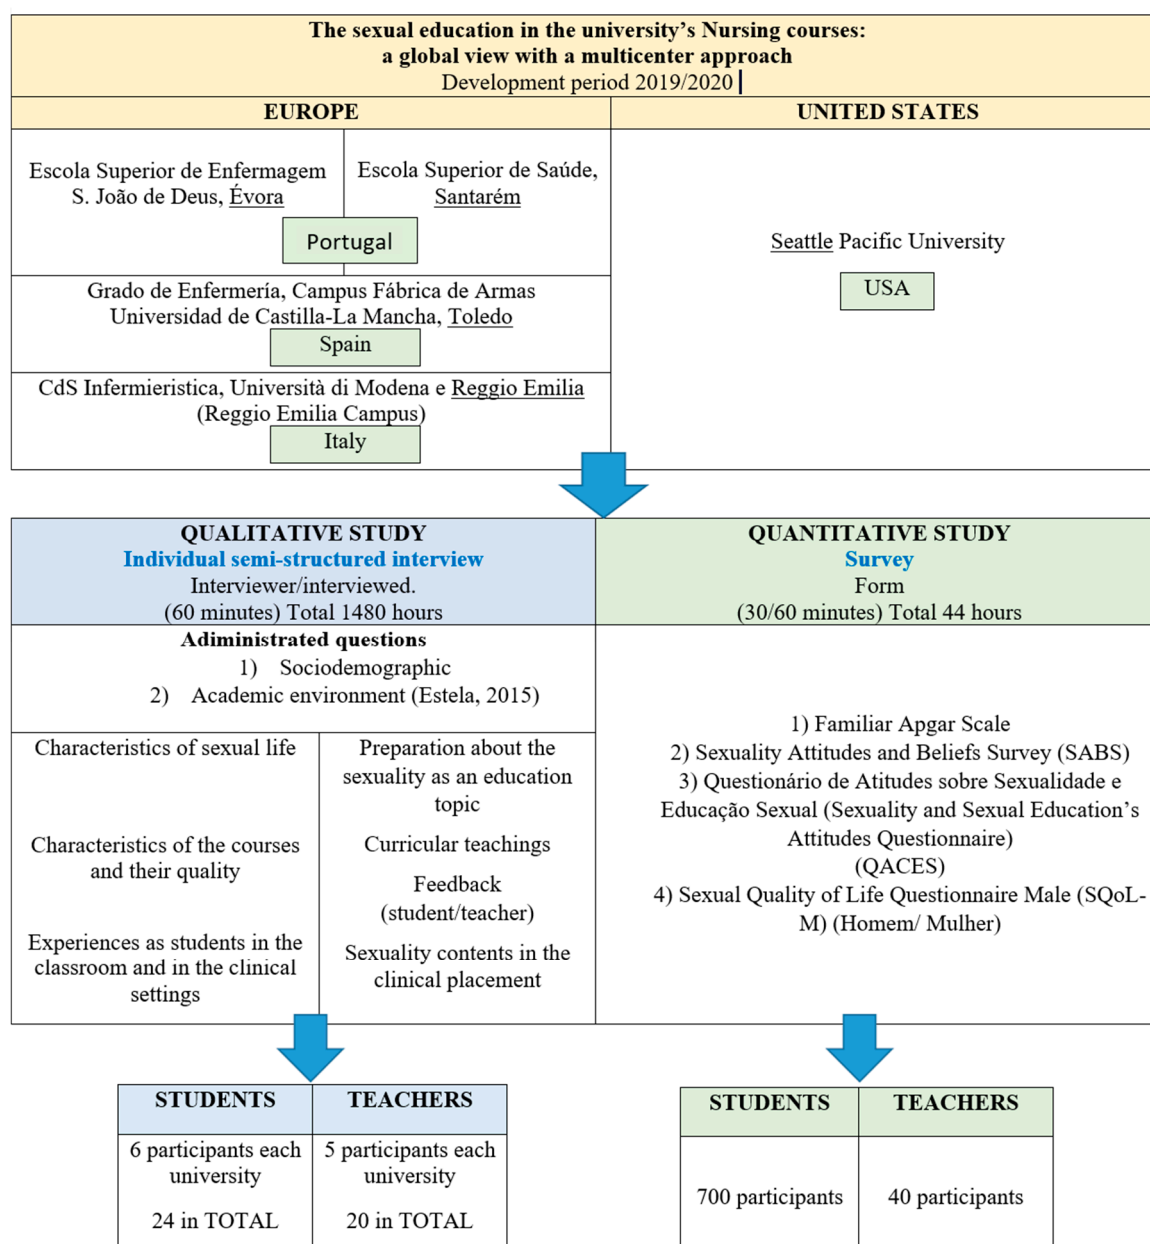 The sexual education in the university's Nursing courses:
a global view with a multicenter approach
Development period 2019/2020
EUROPE
UNITED STATES
Escola Superior de Enfermagem
S. João de Deus, Évora
Escola Superior de Saúde,
Santarém
Portugal
Grado de Enfermería, Campus Fábrica de Armas
Universidad de Castilla-La Mancha, Toledo
Spain
CdS Infermieristica, Università di Modena e Reggio Emilia
(Reggio Emilia Campus)
Italy
Seattle Pacific University
USA
QUALITATIVE STUDY
Individual semi-structured interview
Interviewer/interviewed.
(60 minutes) Total 1480 hours
QUANTITATIVE STUDY
Survey
Form
(30/60 minutes) Total 44 hours
Adiministrated questions
1) Sociodemographic
2) Academic environment (Estela, 2015)
Characteristics of sexual life
Characteristics of the courses
and their quality
Experiences as students in the
classroom and in the clinical
settings
Preparation about the
sexuality as an education
topic
Curricular teachings
Feedback
(student/teacher)
Sexuality contents in the
clinical placement
1) Familiar Apgar Scale
2) Sexuality Attitudes and Beliefs Survey (SABS)
3) Questionário de Atitudes sobre Sexualidade e
Educação Sexual (Sexuality and Sexual Education's
Attitudes Questionnaire)
(QACES)
4) Sexual Quality of Life Questionnaire Male (SQoL-
M) (Homem/ Mulher)
STUDENTS
TEACHERS
6 participants each
university
24 in TOTAL
5 participants each
university
20 in TOTAL
STUDENTS
TEACHERS
700 participants
40 participants